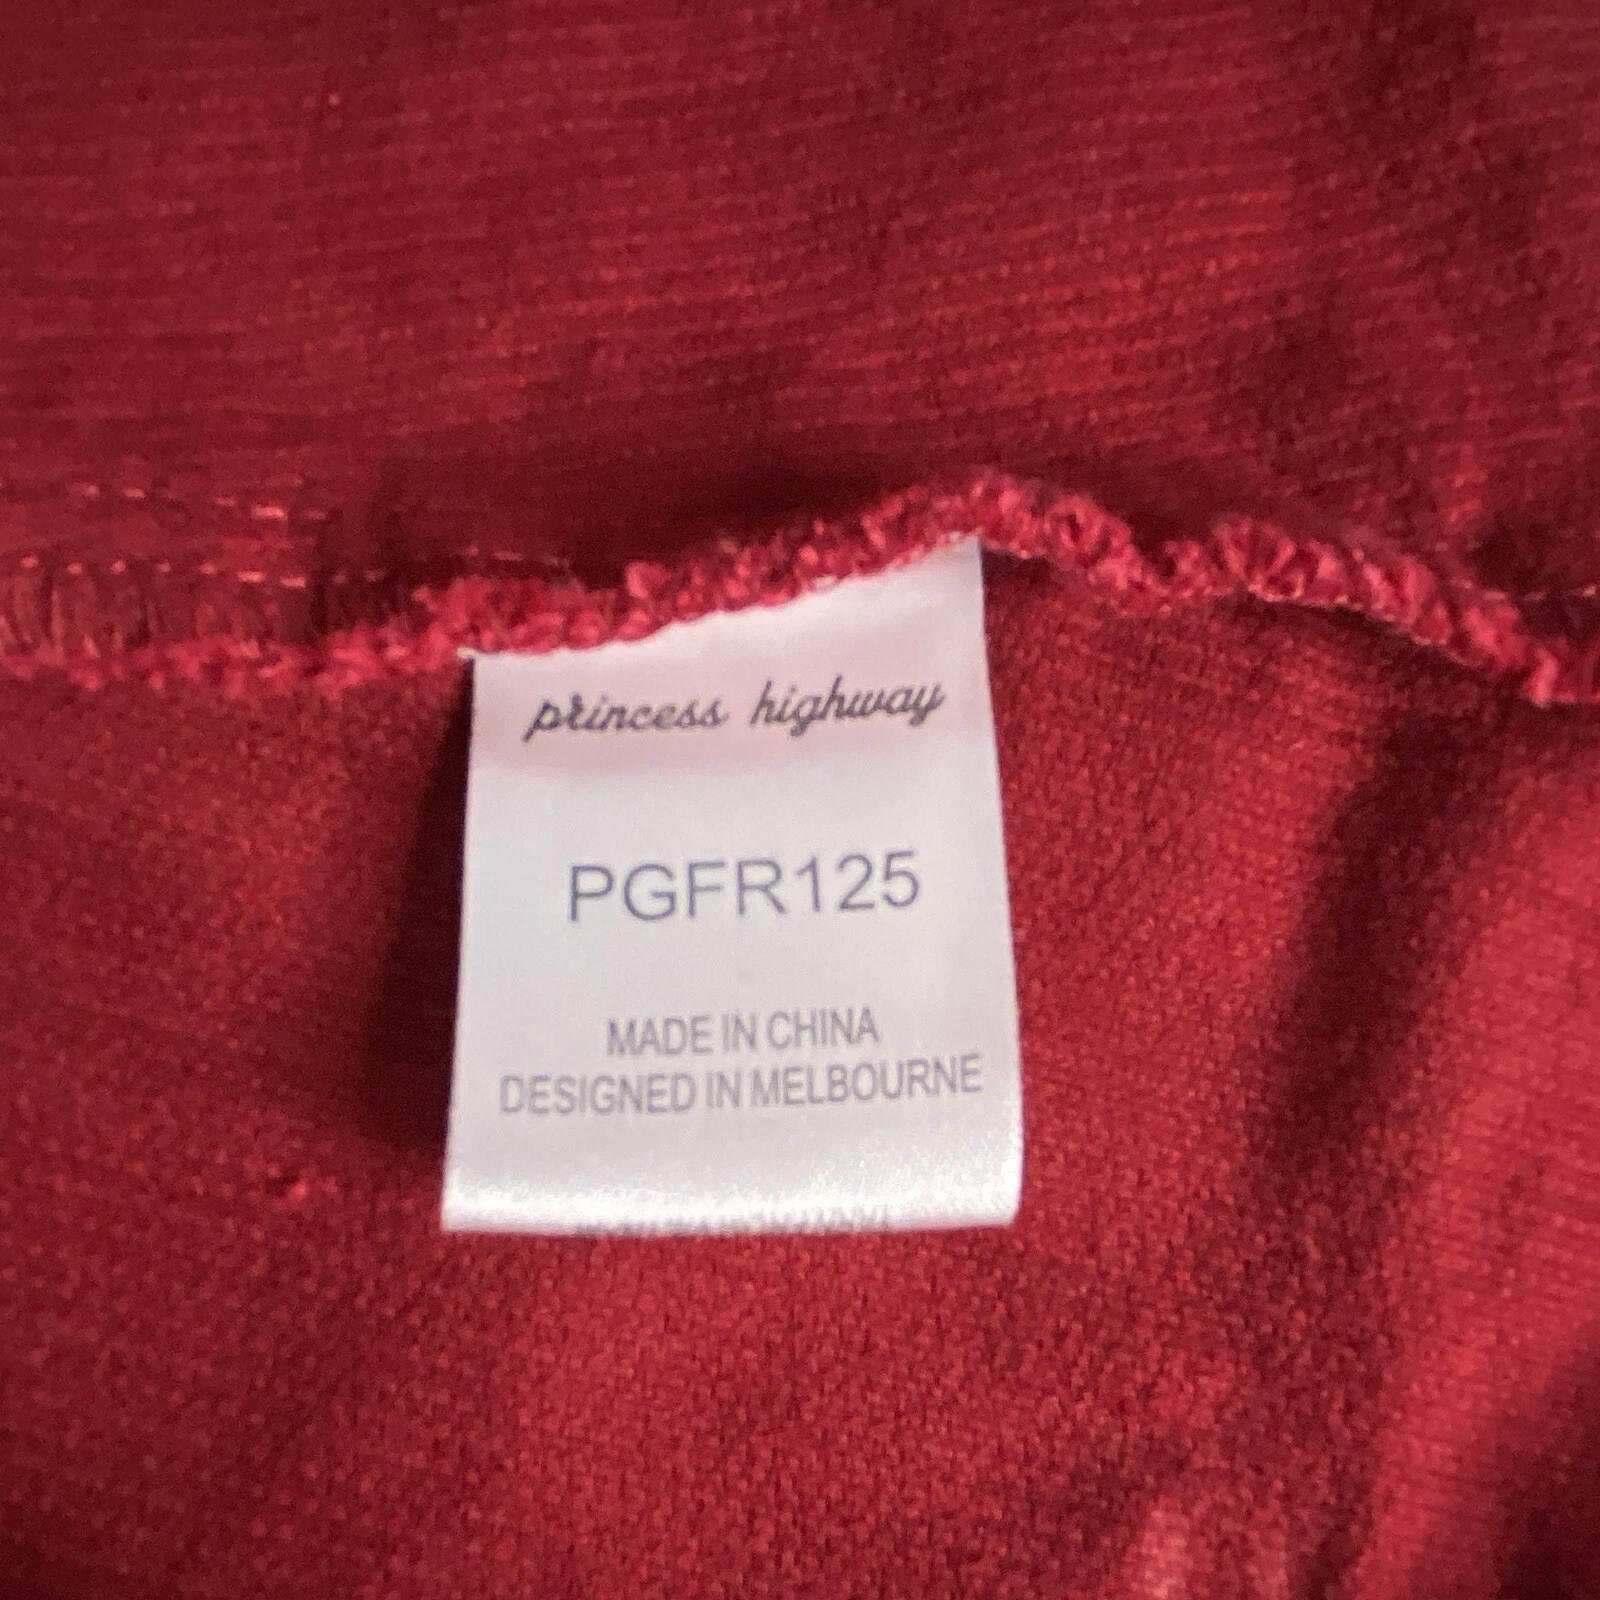 princess highway
PGFR125
MADE IN CHINA
DESIGNED IN MELBOURNE